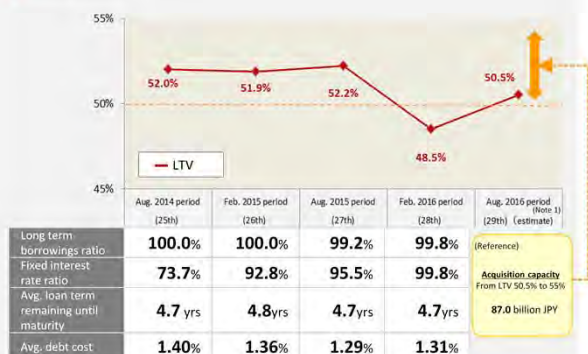 55%
52.0%
51.9%
52.2%
50.5%
50%
48.5%
LTV
45%
Aug. 2014 period
(25th)
Feb. 2015 period
(26th)
Aug. 2015 period
(27th)
Feb. 2016 period
(28th)
Aug. 2016 period
(Note 1)
(29th) (estimate)
Long term
borrowings ratio
100.0%
100.0%
99.2%
99.8%
Fixed interest
rate ratio
73.7%
92.8%
95.5%
99.8%
Avg. loan term
remaining until
maturity
4.7 yrs
4.8yrs
4.7yrs
4.7yrs
Avg. debt cost
1.40%
1.36%
1.29%
1.31%
(Reference)
Acquisition capacity
From LTV 50.5% to 55%
87.0 billion JPY